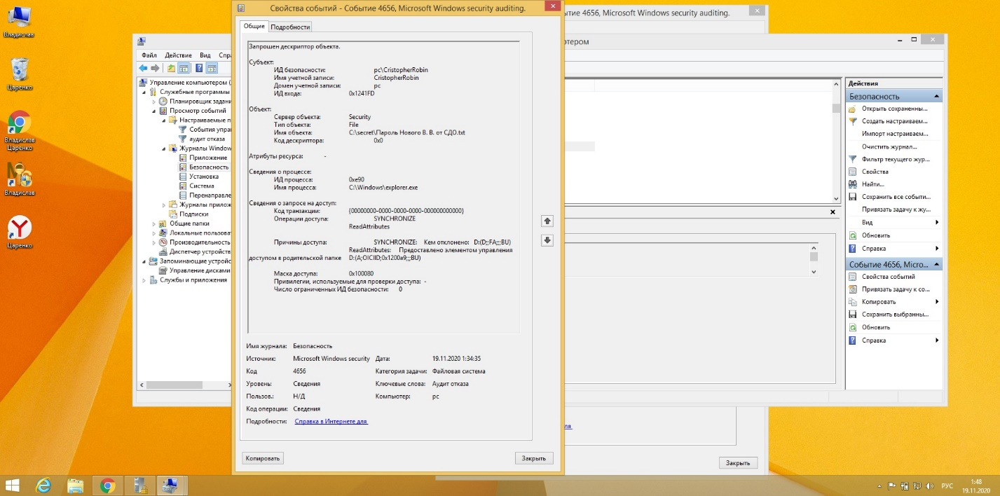 Владислав
Царенко
Владислав
Царенко
Владислав
Царенко
Свойства событий - Событие 4656, Microsoft Windows security auditing.
Общие
Подробности
Запрошен дескриптор объекта.
Субъект:
ИД безопасности: pc\CristopherRobin
Имя учетной записи: CristopherRobin
Домен учетной записи: pc
ИД входа: 0x1241FD
Объект:
Сервер объекта: Security
Тип объекта: File
Имя объекта: C:\secret\Пароль Нового В. В. от СДО.txt
Код дескриптора: 0x0
Атрибуты ресурса: -
Сведения о процессе:
ИД процесса: 0xe90
Имя процесса: C:\Windows\explorer.exe
Сведения о запросе на доступ:
Код транзакции: {00000000-0000-0000-0000-000000000000}
Операции доступа: SYNCHRONIZE
ReadAttributes
Причины доступа: SYNCHRONIZE: Кем отклонено: D:(D;;FA;;;BU)
ReadAttributes: Предоставлено элементом управления
доступом в родительской папке D:(A;OICIID;0x1200a9;;;BU)
Маска доступа: 0x100080
Привилегии, используемые для проверки доступа: -
Число ограниченных ИД безопасности: 0
Имя журнала: Безопасность
Источник: Microsoft Windows security Дата: 19.11.2020 1:34:35
Код 4656 Категория задачи: Файловая система
Уровень: Сведения Ключевые слова: Аудит отказа
Пользов.: Н/Д Компьютер: pc
Код операции: Сведения
Подробности: Справка в Интернете для
Копировать
Закрыть
ытие 4656, Microsoft Windows security auditing.
ютером
Файл Действие Вид Спр
Управление компьютером (
Служебные программы
Планировщик задани
Просмотр событий
Настраиваемые п
События упра
аудит отказа
Журналы Window
Приложение
Безопасность
Установка
Система
Перенаправле
Журналы прилож
Подписки
Общие папки
Локальные пользова
Производительность
Диспетчер устройств
Запоминающие устройс
Управление дисками
Службы и приложения
Действия
Безопасность
Открыть сохраненны...
Создать настраиваем...
Импорт настраиваем...
Очистить журнал...
Фильтр текущего жур...
Свойства
Найти...
Сохранить все событи...
Привязать задачу к жу...
Вид
Обновить
Справка
Событие 4656, Micro...
Свойства событий
Привязать задачу к со...
Копировать
Сохранить выбранны...
Обновить
Справка
ля
Закрыть
РУС
1:48
19.11.2020